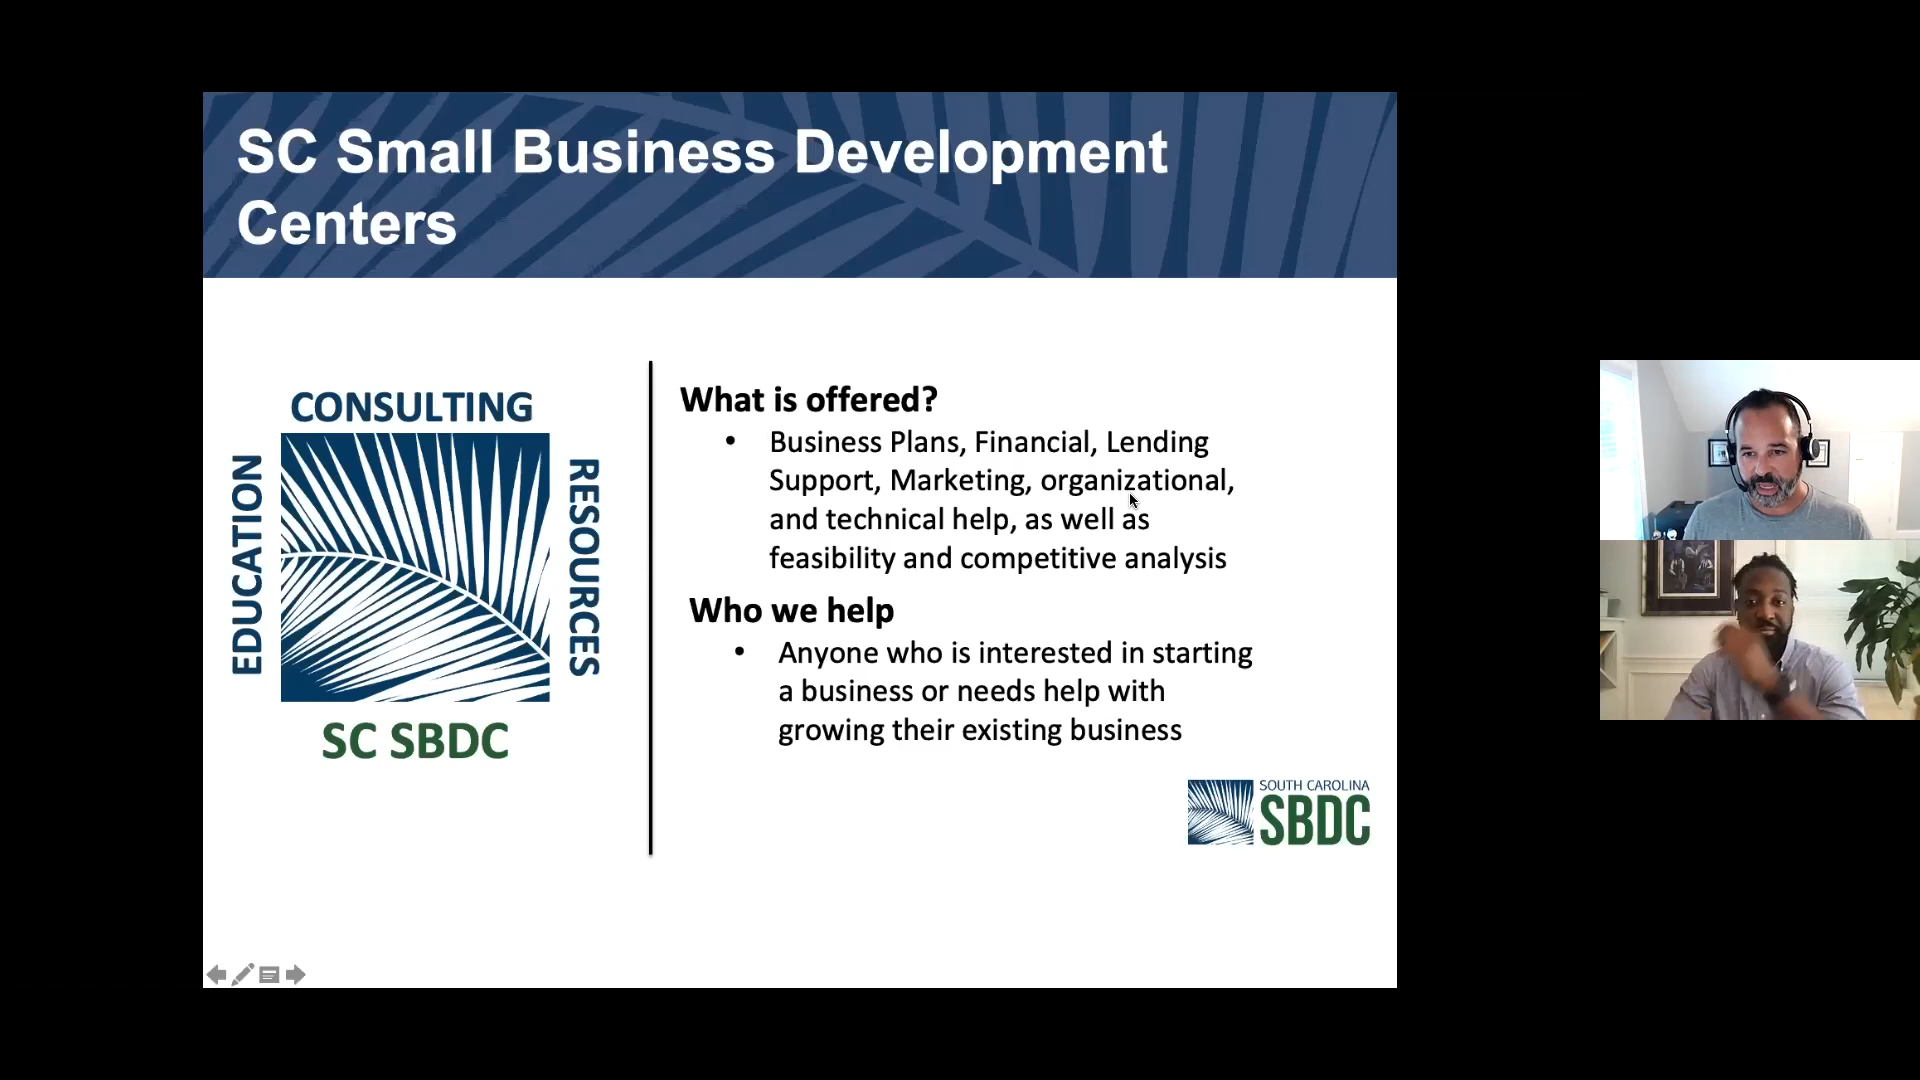 SC Small Business Development
Centers
CONSULTING
EDUCATION
RESOURCES
SC SBDC
What is offered?
• Business Plans, Financial, Lending
Support, Marketing, organizational,
and technical help, as well as
feasibility and competitive analysis
Who we help
• Anyone who is interested in starting
a business or needs help with
growing their existing business
SOUTH CAROLINA
SBDC